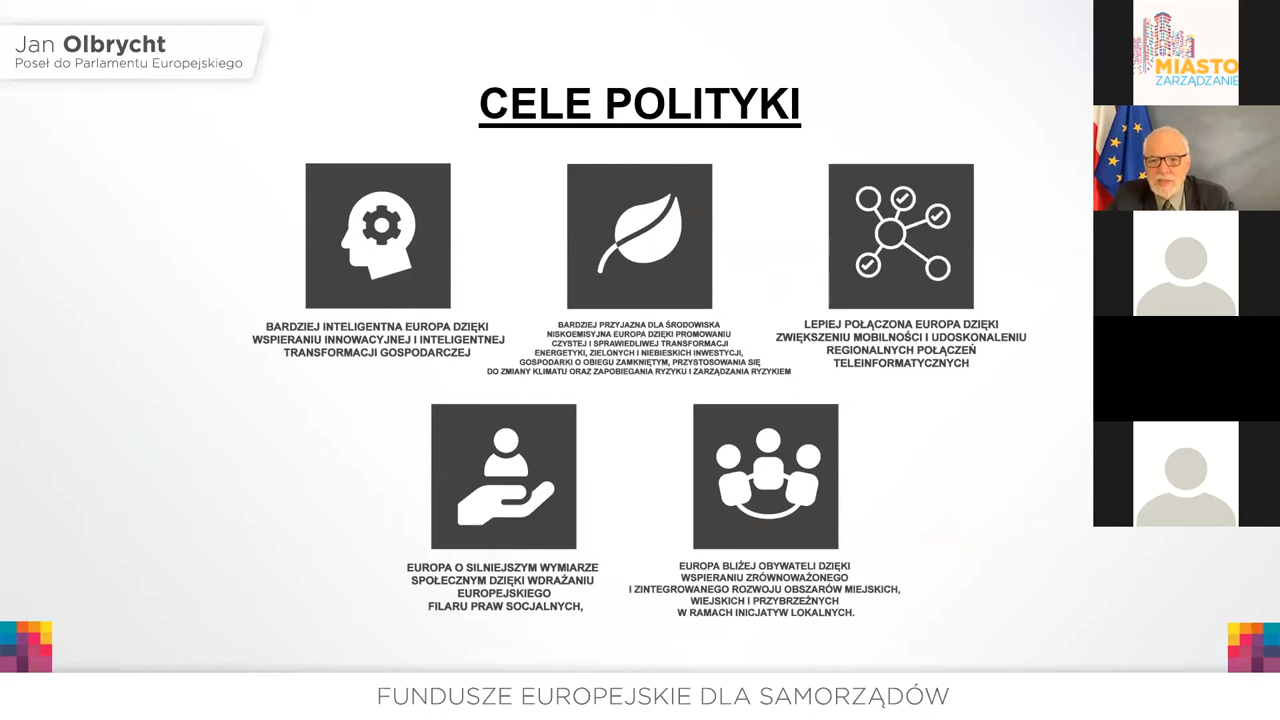 Jan Olbrycht
Poseł do Parlamentu Europejskiego
MIASTO
ZARZĄDZANIE
CELE POLITYKI
BARDZIEJ INTELIGENTNA EUROPA DZIĘKI
WSPIERANIU INNOWACYJNEJ I INTELIGENTNEJ
TRANSFORMACJI GOSPODARCZEJ
BARDZIEJ PRZYJAZNA DLA ŚRODOWISKA
NISKOEMISYJNA EUROPA DZIĘKI PROMOWANIU
CZYSTEJ I SPRAWIEDLIWEJ TRANSFORMACJI
ENERGETYKI, ZIELONYCH I NIEBIESKICH INWESTYCJI,
GOSPODARKI O OBIEGU ZAMKNIĘTYM, PRZYSTOSOWANIA SIĘ
DO ZMIANY KLIMATU ORAZ ZAPOBIEGANIA RYZYKU I ZARZĄDZANIA RYZYKIEM
LEPIEJ POŁĄCZONA EUROPA DZIĘKI
ZWIĘKSZENIU MOBILNOŚCI I UDOSKONALENIU
REGIONALNYCH POŁĄCZEŃ
TELEINFORMATYCZNYCH
EUROPA O SILNIEJSZYM WYMIARZE
SPOŁECZNYM DZIĘKI WDRAŻANIU
EUROPEJSKIEGO
FILARU PRAW SOCJALNYCH,
EUROPA BLIŻEJ OBYWATELI DZIĘKI
WSPIERANIU ZRÓWNOWAŻONEGO
I ZINTEGROWANEGO ROZWOJU OBSZARÓW MIEJSKICH,
WIEJSKICH I PRZYBRZEŻNYCH
W RAMACH INICJATYW LOKALNYCH.
FUNDUSZE EUROPEJSKIE DLA SAMORZĄDÓW